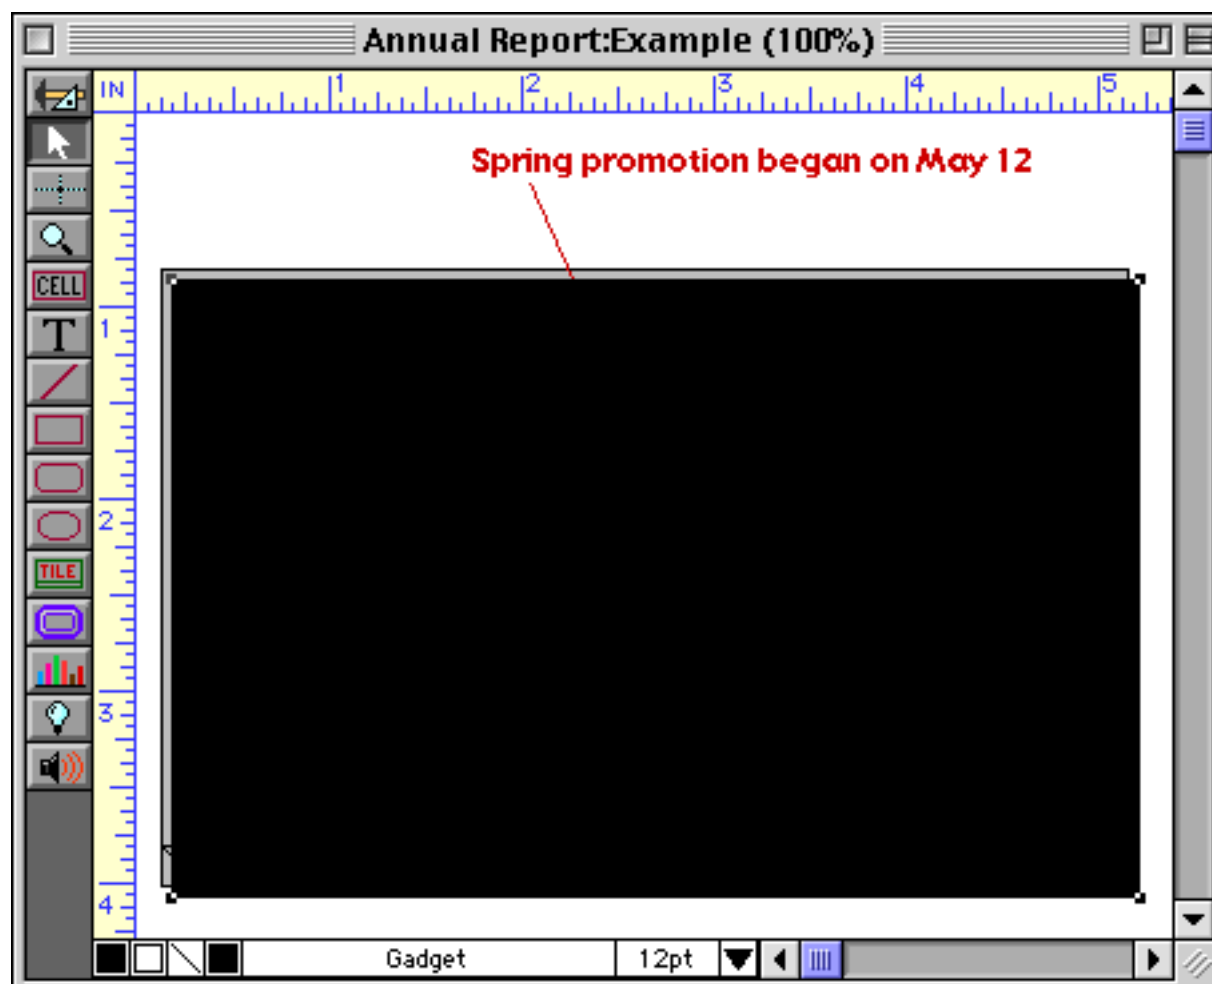 Annual Report:Example (100%)
IN
1 2 3 4 5
Spring promotion began on May 12
CELL
T
1
2
TILE
3
4
Gadget
12pt